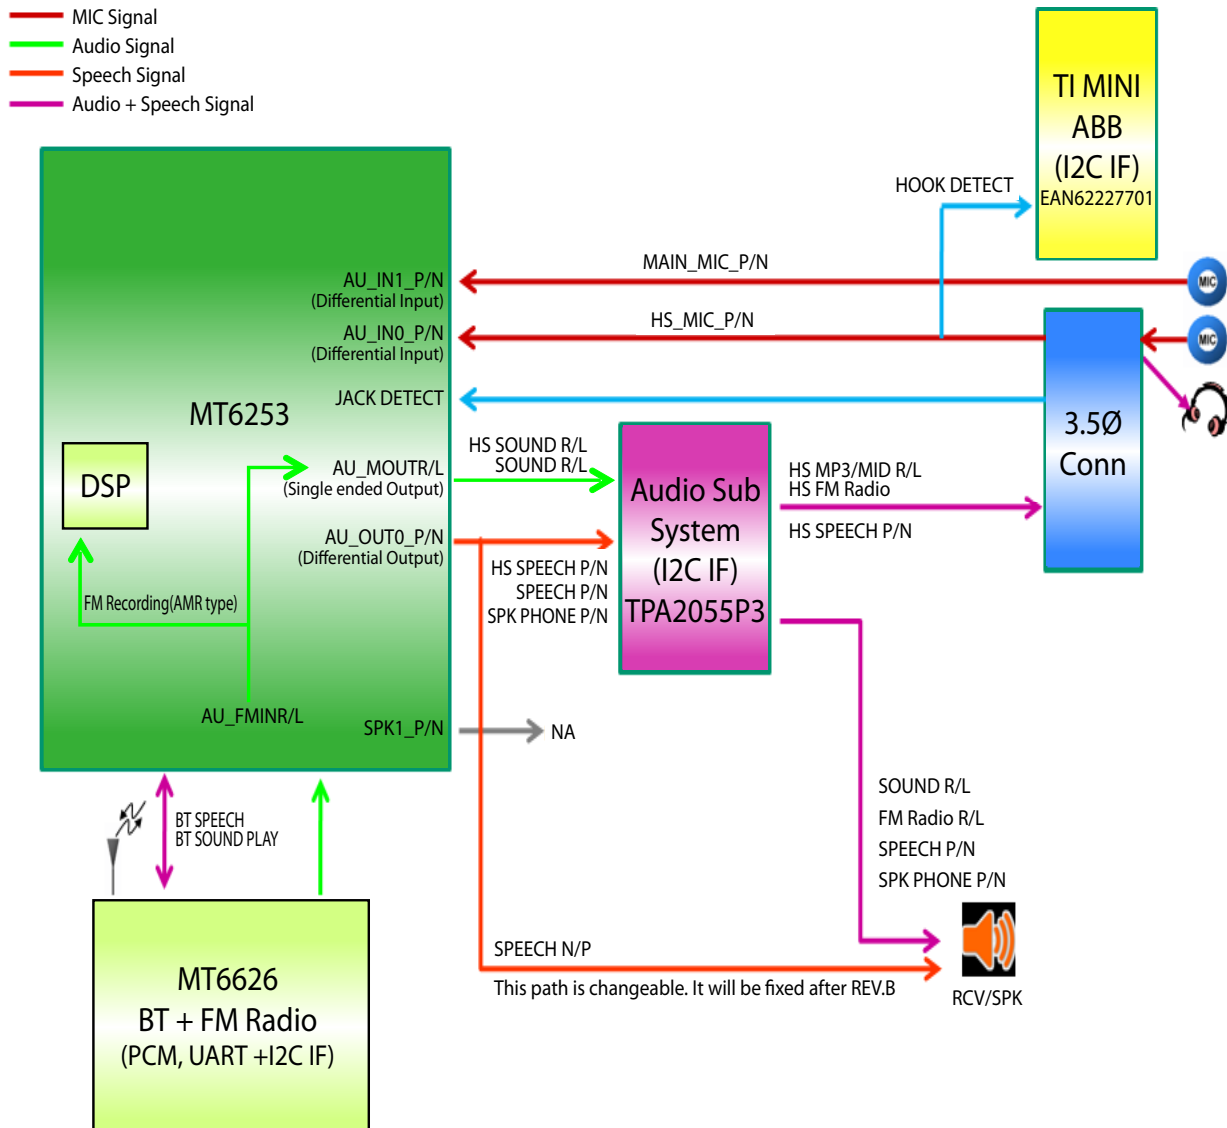 MIC Signal
Audio Signal
Speech Signal
Audio + Speech Signal
TI MINI
ABB
(I2C IF)
EAN62227701
HOOK DETECT
MAIN_MIC_P/N
MIC
AU_IN1_P/N
(Differential Input)
HS_MIC_P/N
MIC
AU_IN0_P/N
(Differential Input)
JACK DETECT
MT6253
3.5Ø
Conn
DSP
HS SOUND R/L
SOUND R/L
AU_MOUTR/L
(Single ended Output)
Audio Sub
System
(I2C IF)
TPA2055P3
HS MP3/MID R/L
HS FM Radio
HS SPEECH P/N
AU_OUT0_P/N
(Differential Output)
HS SPEECH P/N
SPEECH P/N
SPK PHONE P/N
FM Recording(AMR type)
AU_FMINR/L
SPK1_P/N
NA
BT SPEECH
BT SOUND PLAY
SOUND R/L
FM Radio R/L
SPEECH P/N
SPK PHONE P/N
SPEECH N/P
This path is changeable. It will be fixed after REV.B
RCV/SPK
MT6626
BT + FM Radio
(PCM, UART +I2C IF)